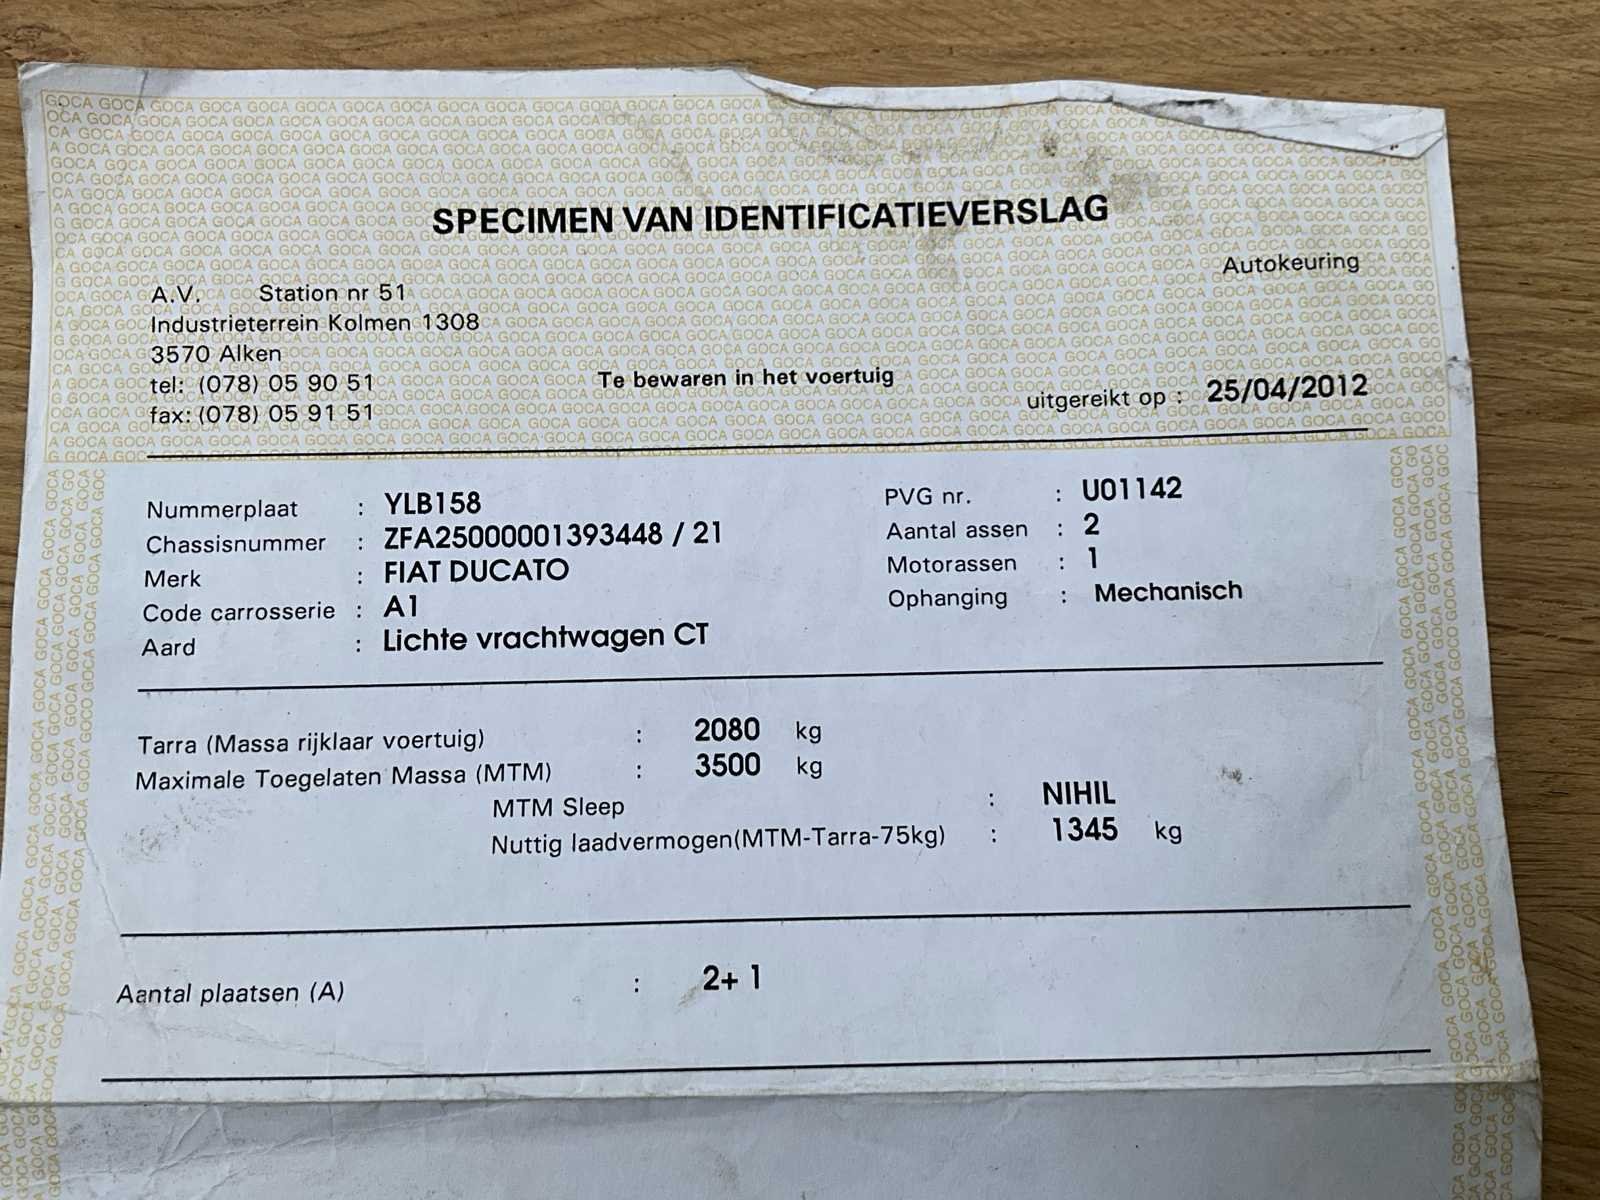 SPECIMEN VAN IDENTIFICATIEVERSLAG
Autokeuring
A.V. Station nr 51
Industrieterrein Kolmen 1308
3570 Alken
tel: (078) 05 90 51
fax: (078) 05 91 51
Te bewaren in het voertuig
uitgereikt op : 25/04/2012
Nummerplaat : YLB158
Chassisnummer : ZFA25000001393448 / 21
Merk : FIAT DUCATO
Code carrosserie : A1
Aard : Lichte vrachtwagen CT
PVG nr. : U01142
Aantal assen : 2
Motorassen : 1
Ophanging : Mechanisch
Tarra (Massa rijklaar voertuig) : 2080 kg
Maximale Toegelaten Massa (MTM) : 3500 kg
MTM Sleep : NIHIL
Nuttig laadvermogen(MTM-Tarra-75kg) : 1345 kg
Aantal plaatsen (A) : 2+ 1